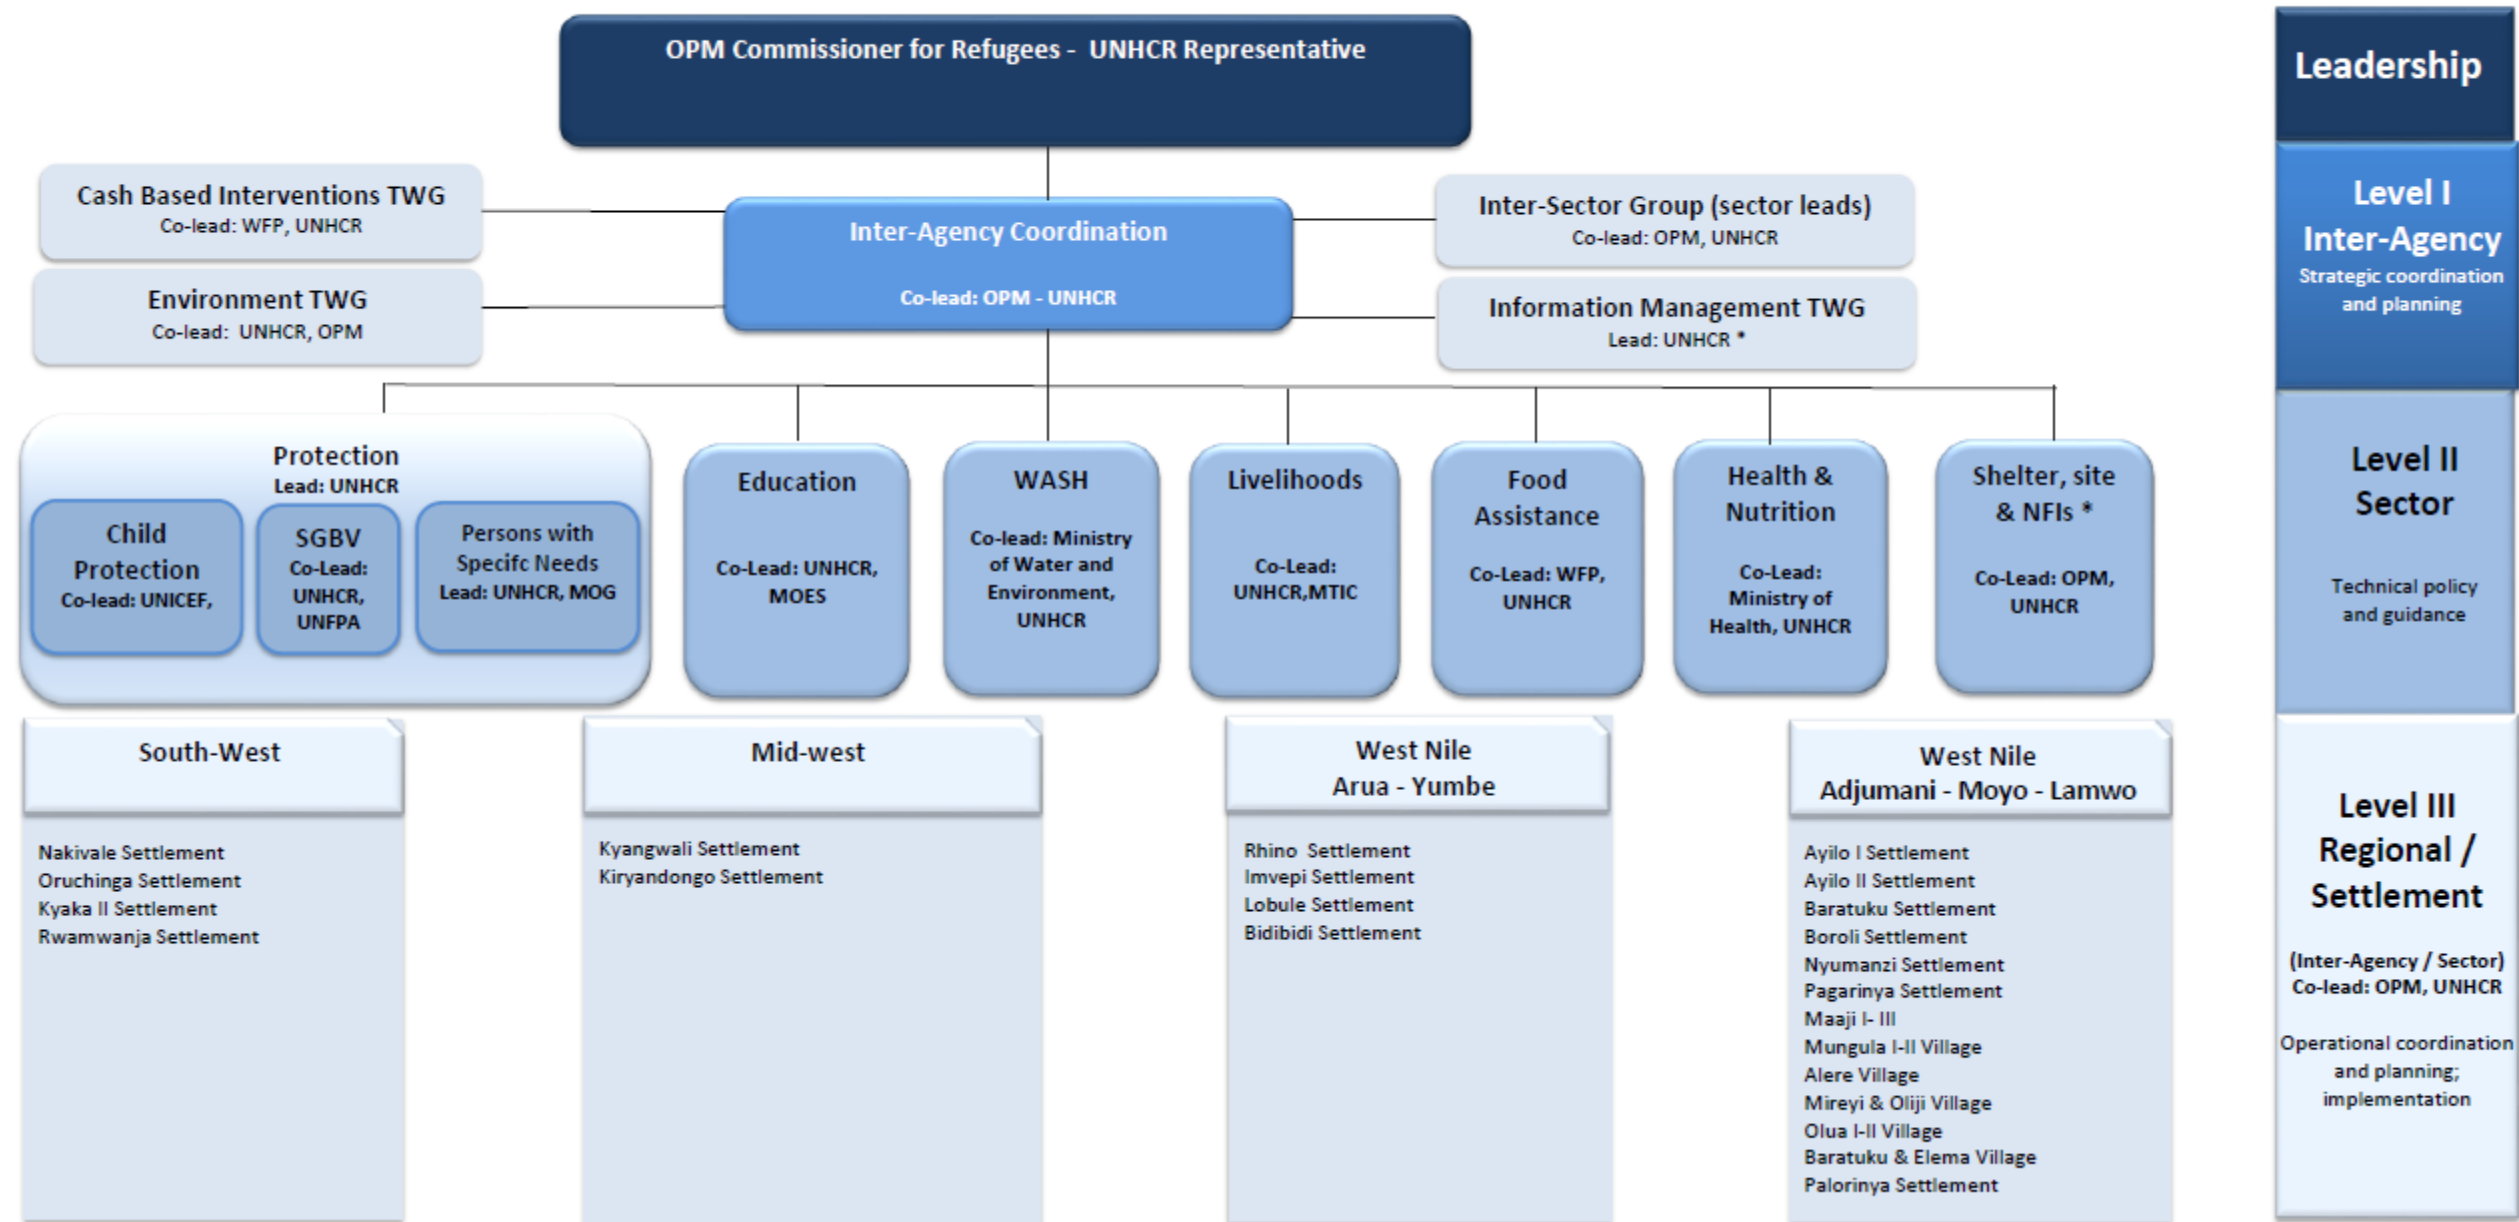 OPM Commissioner for Refugees - UNHCR Representative
Leadership
Cash Based Interventions TWG
Co-lead: WFP, UNHCR
Environment TWG
Co-lead: UNHCR, OPM
Inter-Agency Coordination
Co-lead: OPM - UNHCR
Inter-Sector Group (sector leads)
Co-lead: OPM, UNHCR
Information Management TWG
Lead: UNHCR *
Level I
Inter-Agency
Strategic coordination
and planning
Protection
Lead: UNHCR
Child
Protection
Co-lead: UNICEF,
SGBV
Co-Lead:
UNHCR,
UNFPA
Persons with
Specifc Needs
Lead: UNHCR, MOG
Education
Co-Lead: UNHCR,
MOES
WASH
Co-lead: Ministry
of Water and
Environment,
UNHCR
Livelihoods
Co-Lead:
UNHCR,MTIC
Food
Assistance
Co-Lead: WFP,
UNHCR
Health &
Nutrition
Co-Lead:
Ministry of
Health, UNHCR
Shelter, site
& NFIs *
Co-Lead: OPM,
UNHCR
Level II
Sector
Technical policy
and guidance
South-West
Nakivale Settlement
Oruchinga Settlement
Kyaka II Settlement
Rwamwanja Settlement
Mid-west
Kyangwali Settlement
Kiryandongo Settlement
West Nile
Arua - Yumbe
Rhino Settlement
Imvepi Settlement
Lobule Settlement
Bidibidi Settlement
West Nile
Adjumani - Moyo - Lamwo
Ayilo I Settlement
Ayilo II Settlement
Baratuku Settlement
Boroli Settlement
Nyumanzi Settlement
Pagarinya Settlement
Maaji I- III
Mungula I-II Village
Alere Village
Mireyi & Oliji Village
Olua I-II Village
Baratuku & Elema Village
Palorinya Settlement
Level III
Regional /
Settlement
(Inter-Agency / Sector)
Co-lead: OPM, UNHCR
Operational coordination
and planning;
implementation